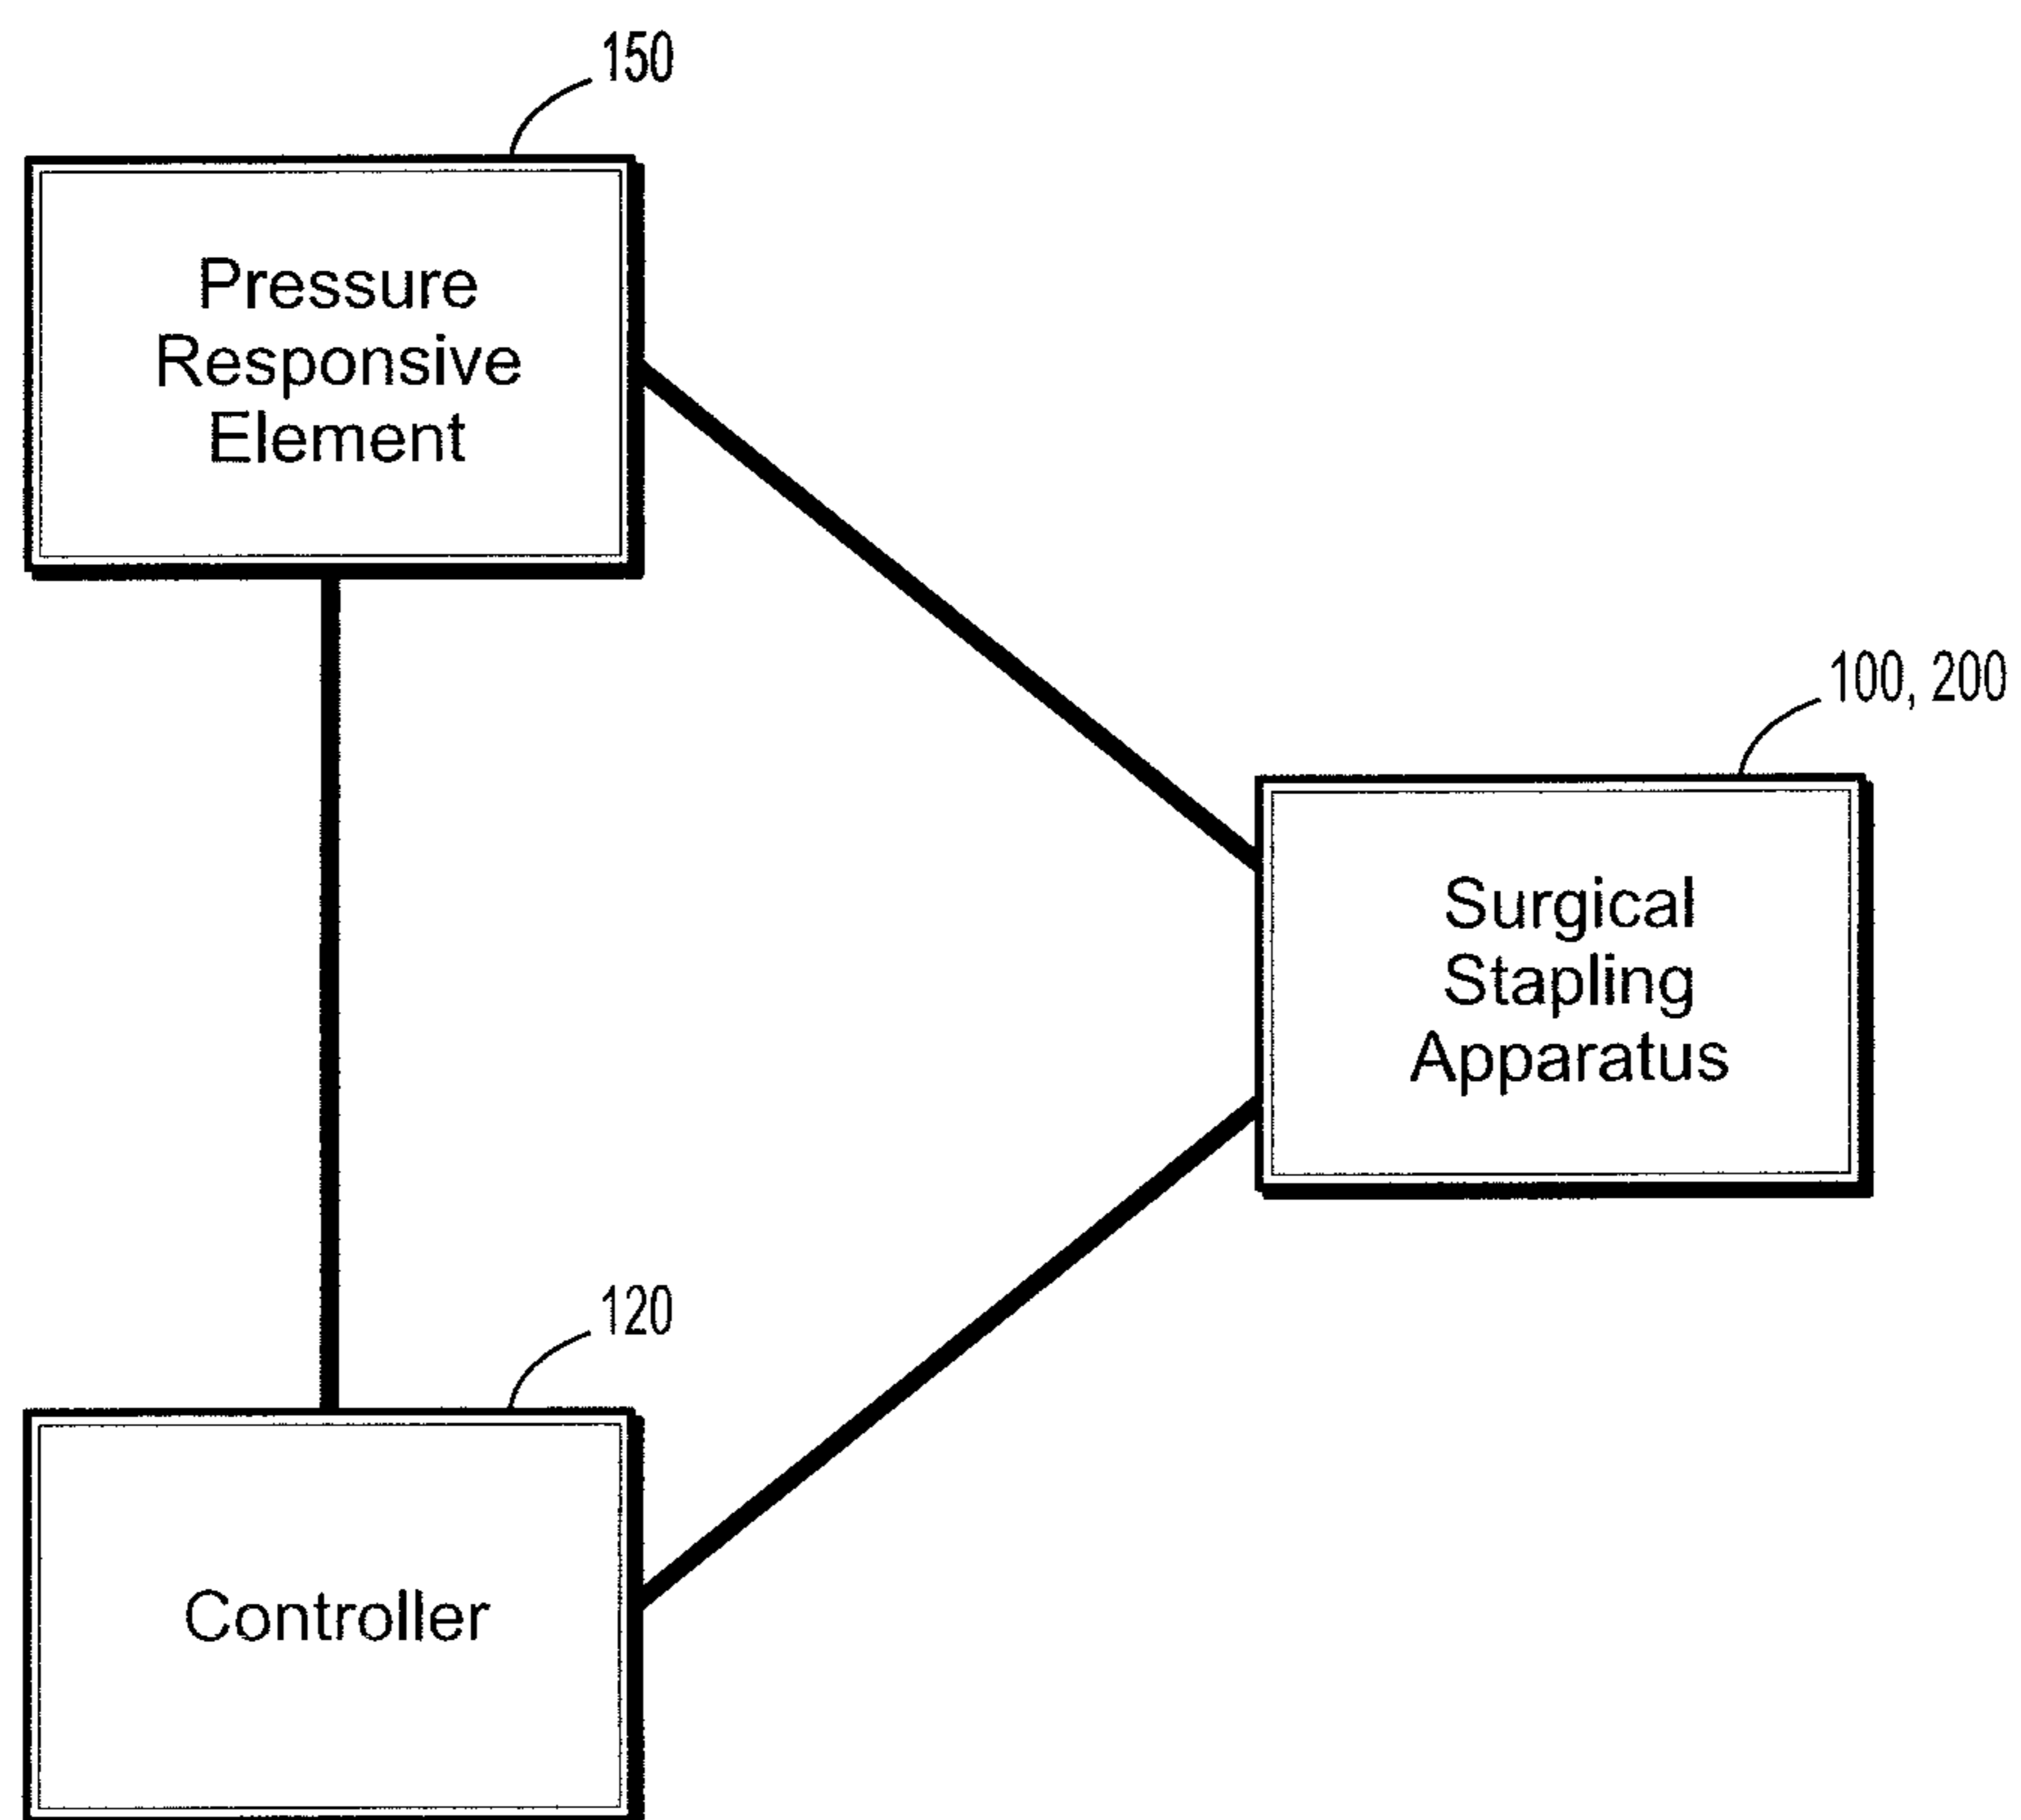 150
Pressure
Responsive
Element
100, 200
Surgical
Stapling
Apparatus
120
Controller